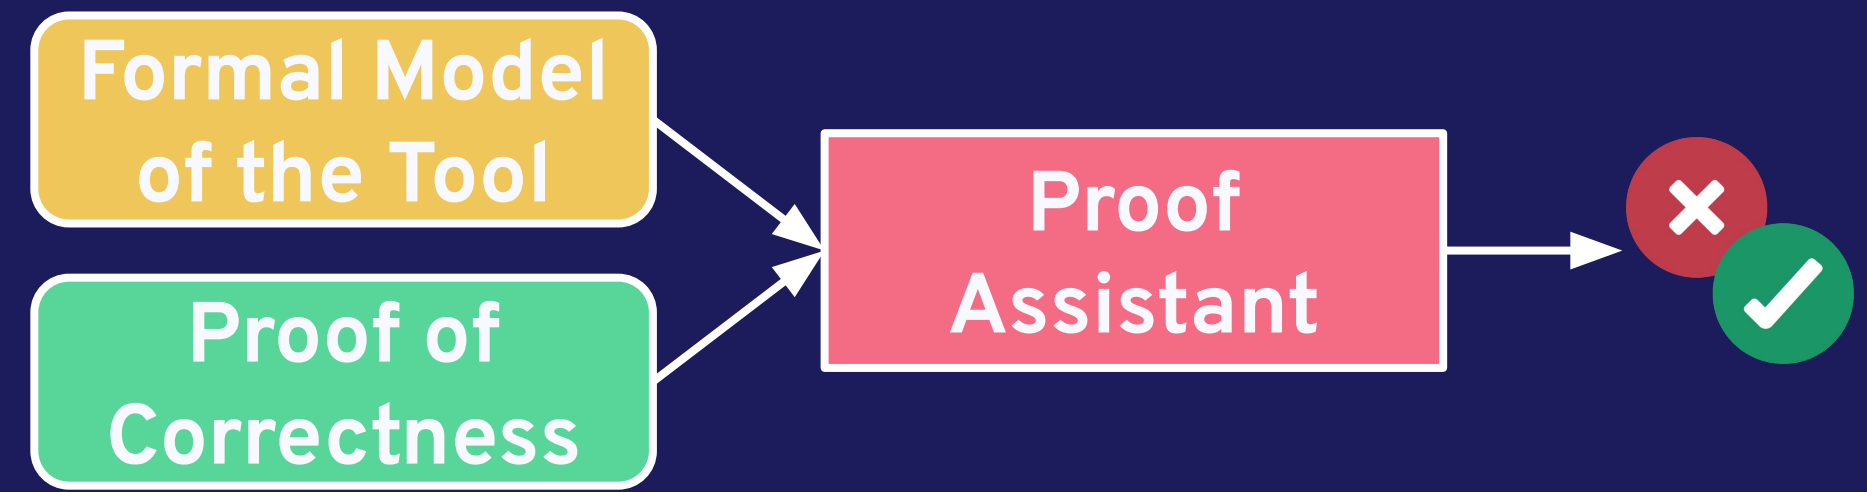 Formal Model
of the Tool
Proof of
Correctness
Proof
Assistant